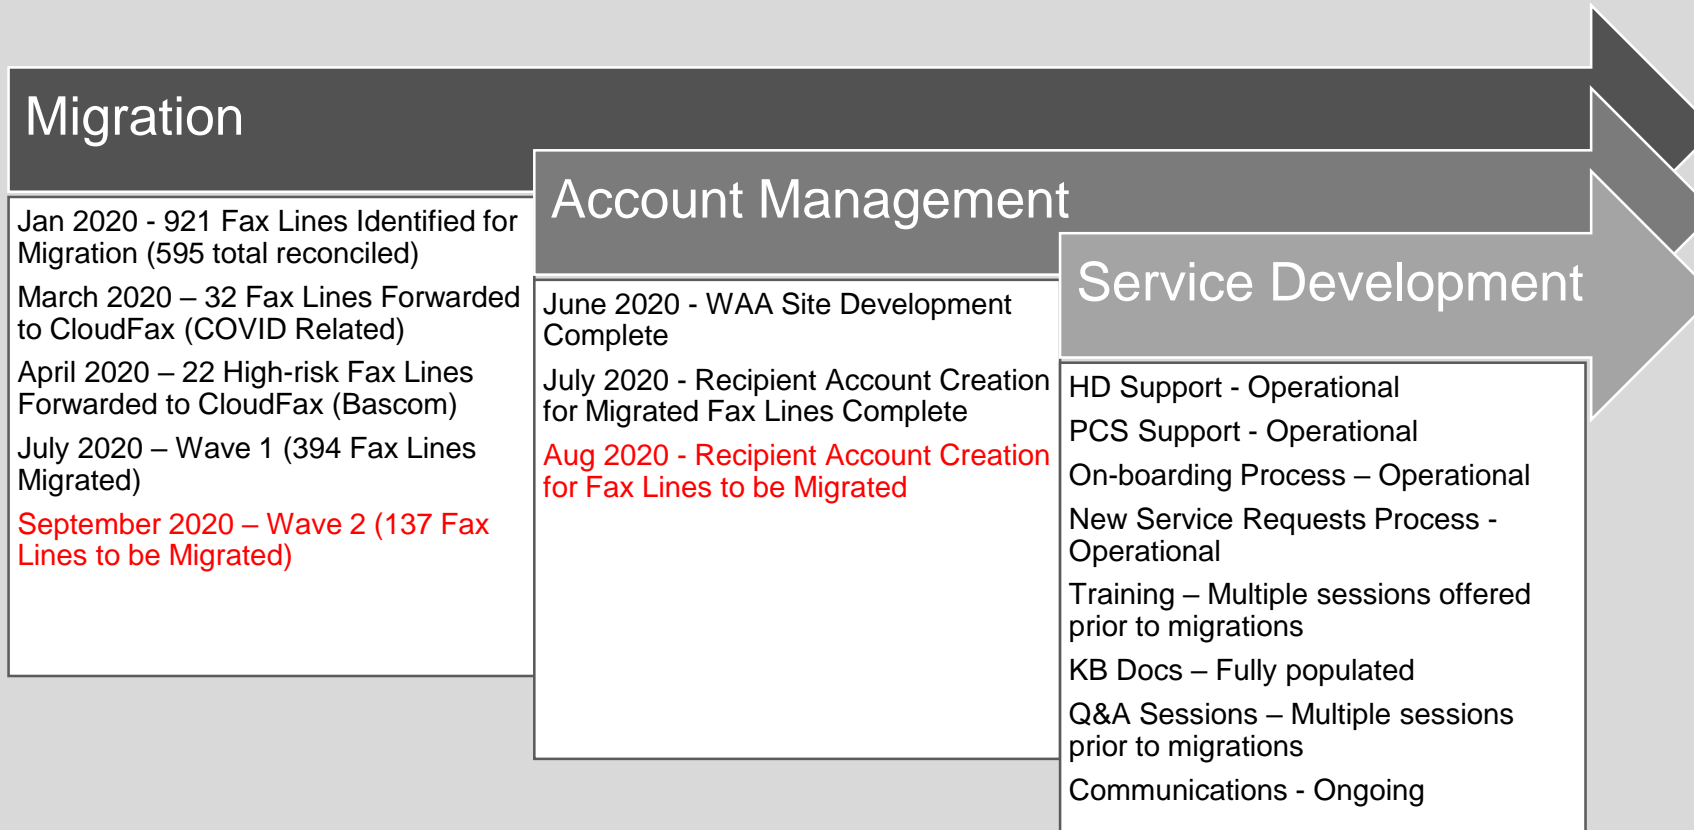 Migration
Jan 2020 - 921 Fax Lines Identified for
Migration (595 total reconciled)
March 2020 – 32 Fax Lines Forwarded
to CloudFax (COVID Related)
April 2020 – 22 High-risk Fax Lines
Forwarded to CloudFax (Bascom)
July 2020 – Wave 1 (394 Fax Lines
Migrated)
September 2020 – Wave 2 (137 Fax
Lines to be Migrated)
Account Management
June 2020 - WAA Site Development
Complete
July 2020 - Recipient Account Creation
for Migrated Fax Lines Complete
Aug 2020 - Recipient Account Creation
for Fax Lines to be Migrated
Service Development
HD Support - Operational
PCS Support - Operational
On-boarding Process – Operational
New Service Requests Process -
Operational
Training – Multiple sessions offered
prior to migrations
KB Docs – Fully populated
Q&A Sessions – Multiple sessions
prior to migrations
Communications - Ongoing